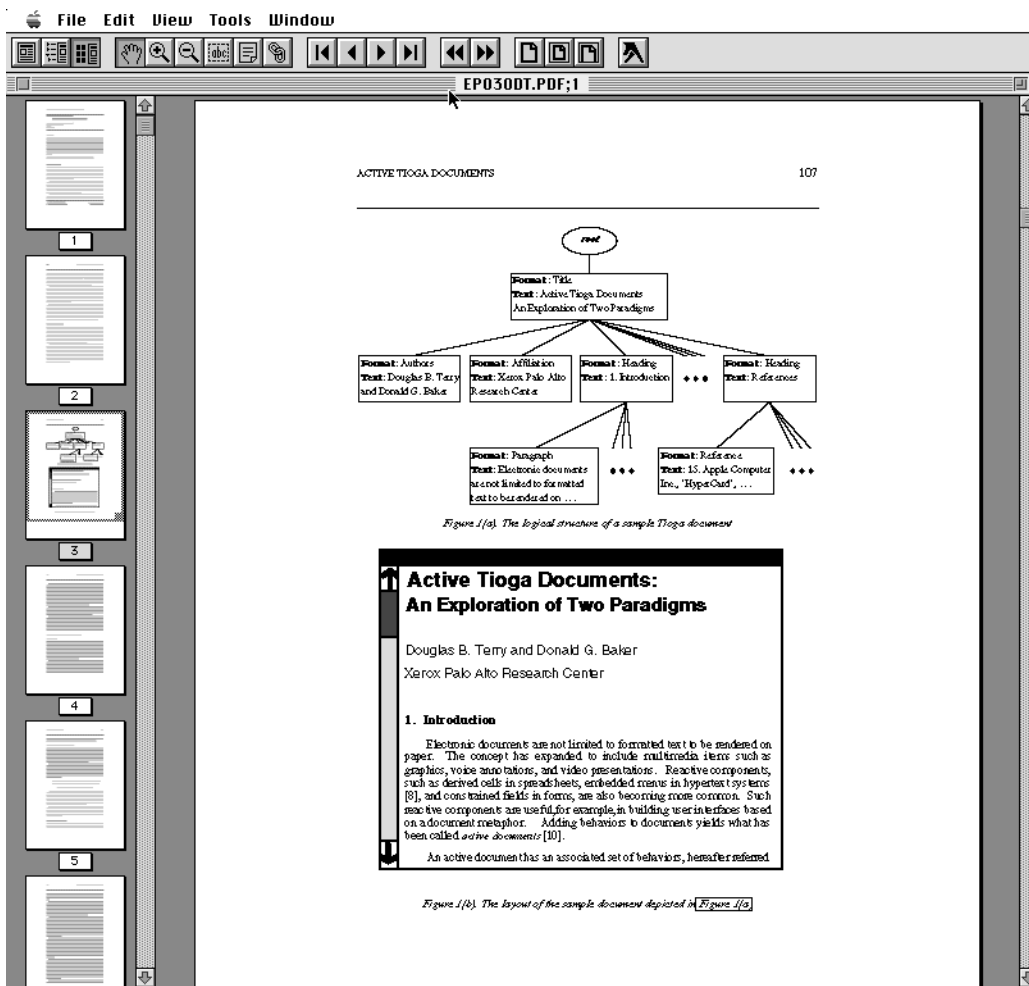 File Edit View Tools Window
abc
EPO30DT.PDF;1
1
2
3
4
5
ACTIVE TIOGA DOCUMENTS 107
root
Format : Title
Text : Active Tioga Documents
An Exploration of Two Paradigms
Format : Authors
Text : Douglas B. Terry
and Donald G. Baker
Format : Affiliation
Text : Xerox Palo Alto
Research Center
Format : Heading
Text : 1. Introduction
Format : Heading
Text : References
Format : Paragraph
Text : Electronic documents
are not limited to formatted
text to be rendered on . . .
Format : Reference
Text : 15. Apple Computer
Inc., 'HyperCard', . . .
Figure 1(a). The logical structure of a sample Tioga document
Active Tioga Documents:
An Exploration of Two Paradigms
Douglas B. Terry and Donald G. Baker
Xerox Palo Alto Research Center
1. Introduction
Electronic documents are not limited to formatted text to be rendered on
paper. The concept has expanded to include multimedia items such as
graphics, voice annotations, and video presentations. Reactive components,
such as derived cells in spreadsheets, embedded menus in hypertext systems
[8], and constrained fields in forms, are also becoming more common. Such
reactive components are useful, for example, in building user interfaces based
on a document metaphor. Adding behaviors to documents yields what has
been called active documents [10].
An active document has an associated set of behaviors, hereafter referred
Figure 1(b). The layout of the sample document depicted in Figure 1(a)